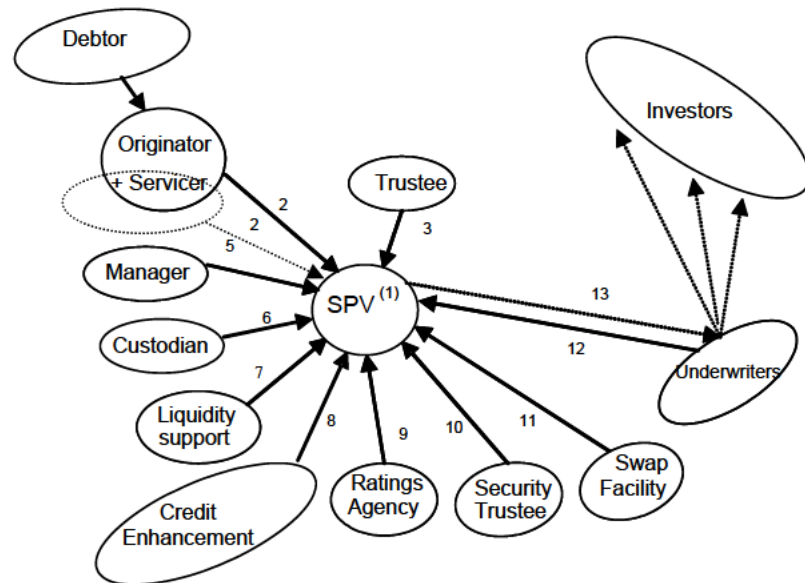 Debtor
Investors
Originator
+ Servicer
Trustee
2
2
3
5
Manager
SPV (1)
13
6
12
Custodian
Underwriters
7
Liquidity
support
8
9
10
11
Swap
Facility
Ratings
Agency
Security
Trustee
Credit
Enhancement